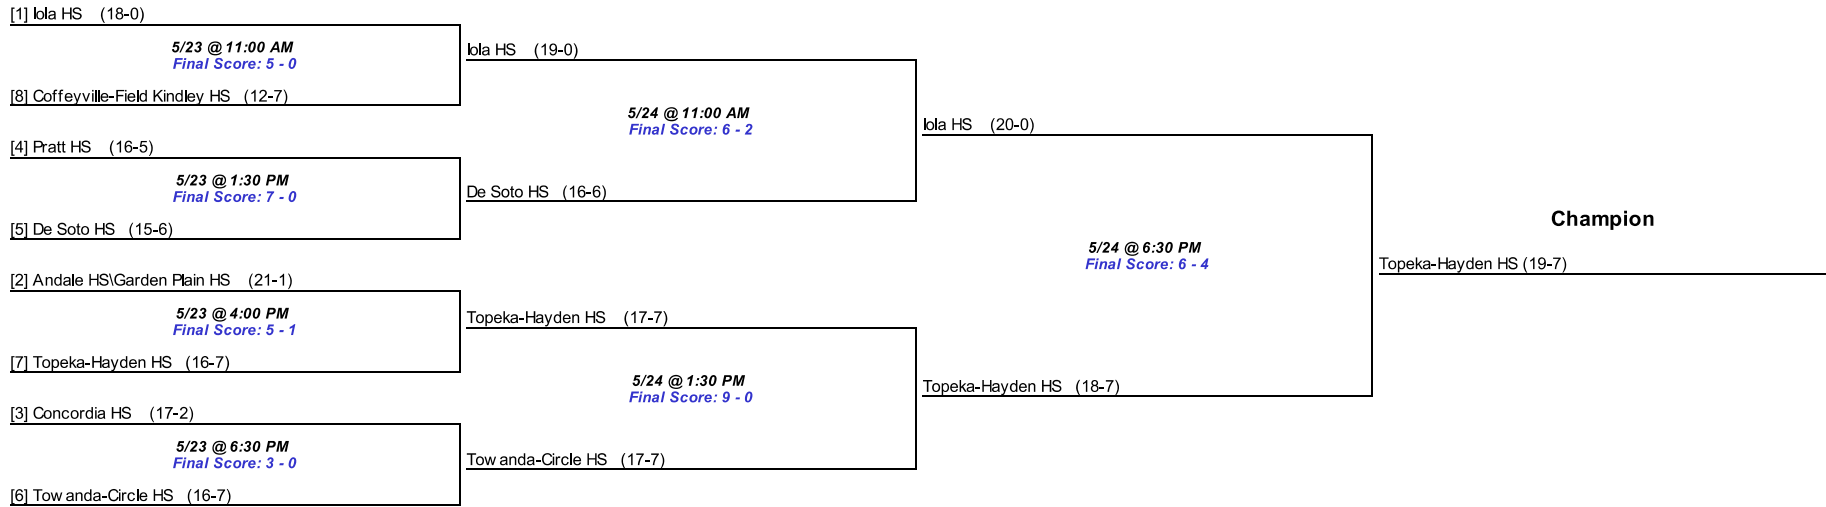 [1] Iola HS (18-0)
5/23 @ 11:00 AM
Final Score: 5 - 0
[8] Coffeyville-Field Kindley HS (12-7)
[4] Pratt HS (16-5)
5/23 @ 1:30 PM
Final Score: 7 - 0
[5] De Soto HS (15-6)
[2] Andale HS\Garden Plain HS (21-1)
5/23 @ 4:00 PM
Final Score: 5 - 1
[7] Topeka-Hayden HS (16-7)
[3] Concordia HS (17-2)
5/23 @ 6:30 PM
Final Score: 3 - 0
[6] Towanda-Circle HS (16-7)
Iola HS (19-0)
5/24 @ 11:00 AM
Final Score: 6 - 2
De Soto HS (16-6)
Topeka-Hayden HS (17-7)
5/24 @ 1:30 PM
Final Score: 9 - 0
Towanda-Circle HS (17-7)
Iola HS (20-0)
5/24 @ 6:30 PM
Final Score: 6 - 4
Topeka-Hayden HS (18-7)
Champion
Topeka-Hayden HS (19-7)